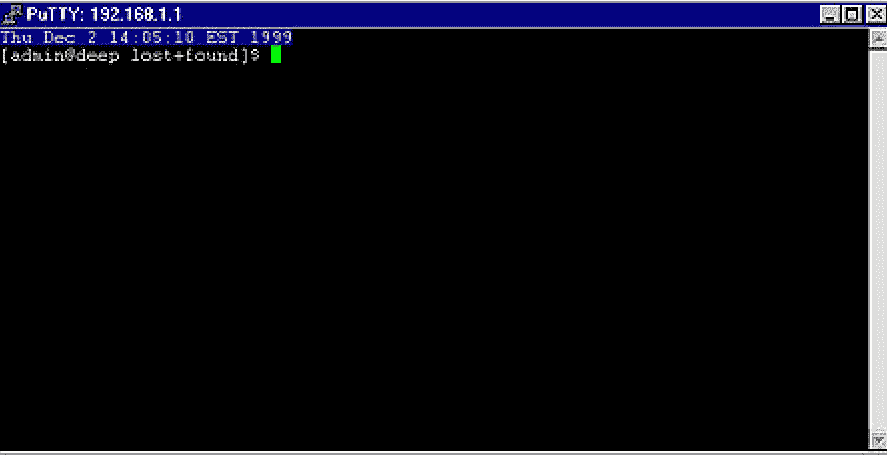 PuTTY: 192.168.1.1
Thu Dec 2 14:05:10 EST 1999
[admin@deep lost+found]$